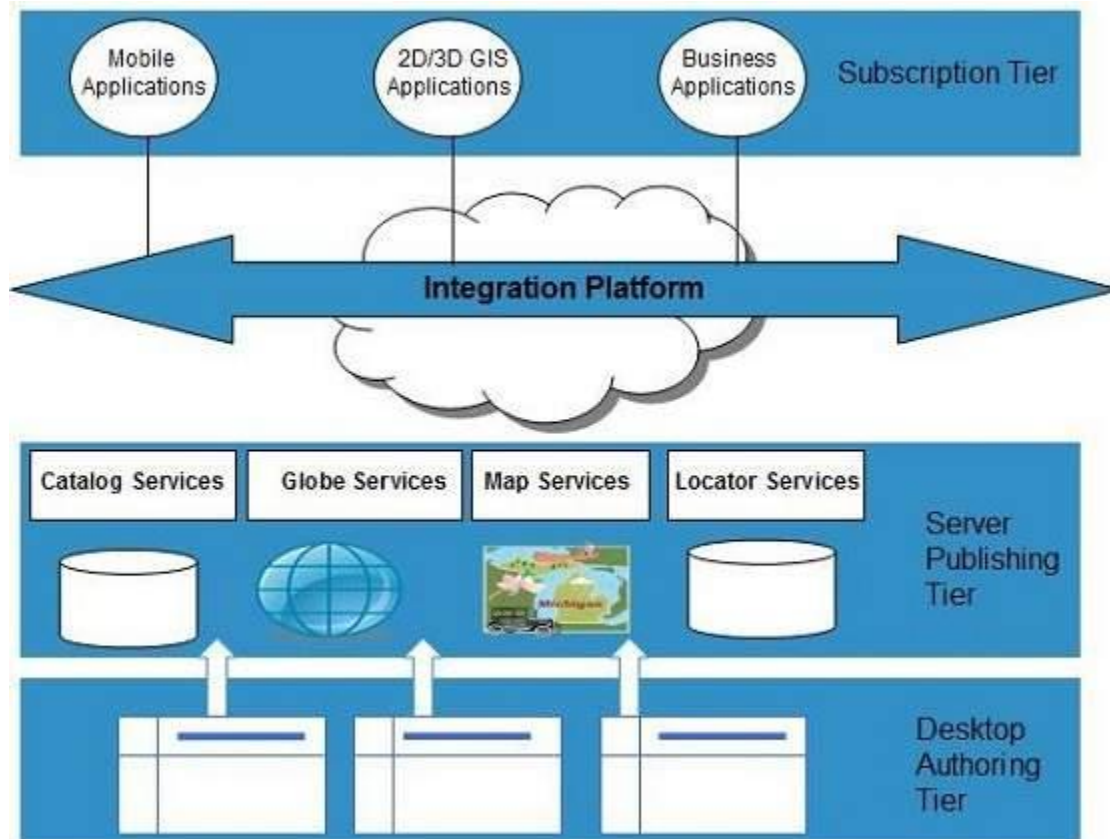 Mobile
Applications
2D/3D GIS
Applications
Business
Applications
Subscription Tier
Integration Platform
Catalog Services
Globe Services
Map Services
Locator Services
Michigan
Server
Publishing
Tier
Desktop
Authoring
Tier